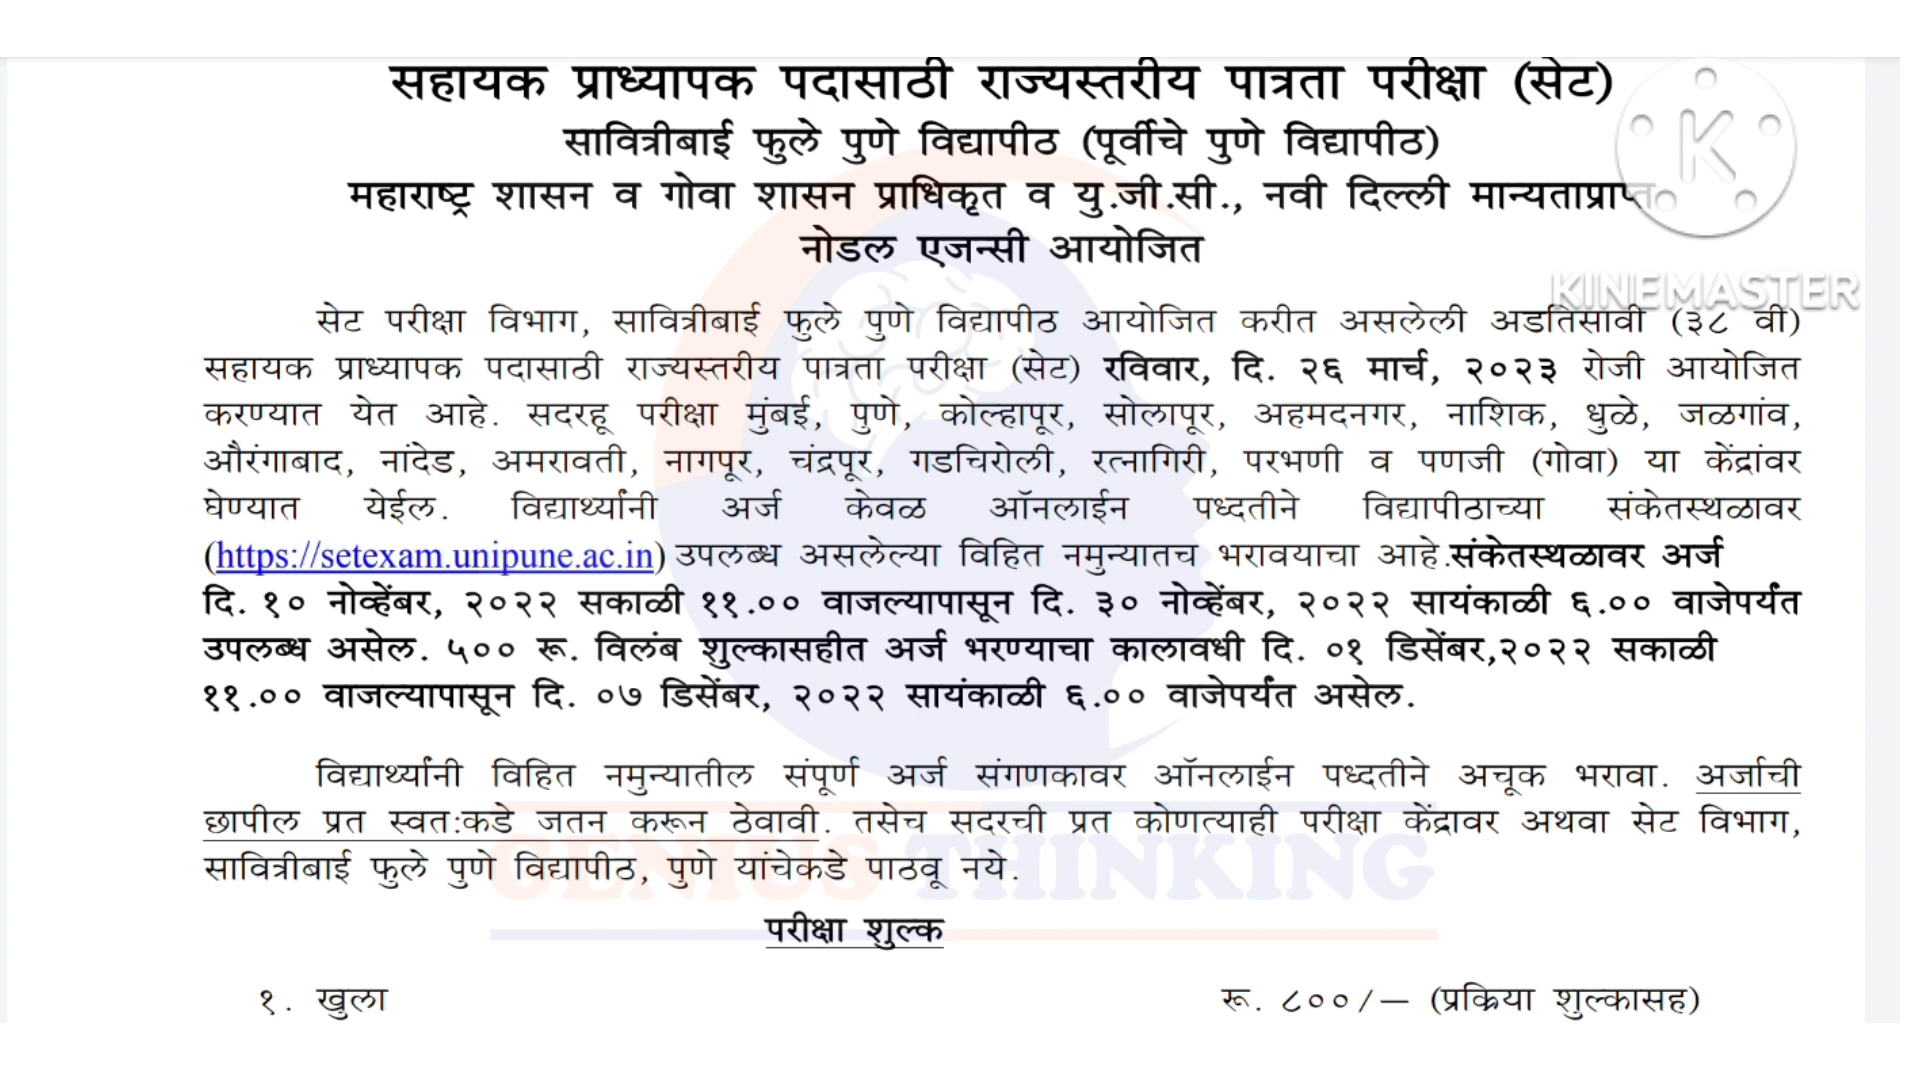 सहायक प्राध्यापक पदासाठी राज्यस्तरीय पात्रता परीक्षा (सेट)
सावित्रीबाई फुले पुणे विद्यापीठ (पूर्वीचे पुणे विद्यापीठ)
महाराष्ट्र शासन व गोवा शासन प्राधिकृत व यु.जी.सी., नवी दिल्ली मान्यताप्राप्त
नोडल एजन्सी आयोजित
K
KINEMASTER
सेट परीक्षा विभाग, सावित्रीबाई फुले पुणे विद्यापीठ आयोजित करीत असलेली अडतिसावी (३८ वी)
सहायक प्राध्यापक पदासाठी राज्यस्तरीय पात्रता परीक्षा (सेट) रविवार, दि. २६ मार्च, २०२३ रोजी आयोजित
करण्यात येत आहे. सदरहू परीक्षा मुंबई, पुणे, कोल्हापूर, सोलापूर, अहमदनगर, नाशिक, धुळे, जळगांव,
औरंगाबाद, नांदेड, अमरावती, नागपूर, चंद्रपूर, गडचिरोली, रत्नागिरी, परभणी व पणजी (गोवा) या केंद्रांवर
घेण्यात येईल. विद्यार्थ्यांनी अर्ज केवळ ऑनलाईन पध्दतीने विद्यापीठाच्या संकेतस्थळावर
(https://setexam.unipune.ac.in) उपलब्ध असलेल्या विहित नमुन्यातच भरावयाचा आहे.संकेतस्थळावर अर्ज
दि. १० नोव्हेंबर, २०२२ सकाळी ११.०० वाजल्यापासून दि. ३० नोव्हेंबर, २०२२ सायंकाळी ६.०० वाजेपर्यंत
उपलब्ध असेल. ५०० रू. विलंब शुल्कासहीत अर्ज भरण्याचा कालावधी दि. ०१ डिसेंबर,२०२२ सकाळी
११.०० वाजल्यापासून दि. ०७ डिसेंबर, २०२२ सायंकाळी ६.०० वाजेपर्यंत असेल.
विद्यार्थ्यांनी विहित नमुन्यातील संपूर्ण अर्ज संगणकावर ऑनलाईन पध्दतीने अचूक भरावा. अर्जाची
छापील प्रत स्वत:कडे जतन करून ठेवावी. तसेच सदरची प्रत कोणत्याही परीक्षा केंद्रावर अथवा सेट विभाग,
सावित्रीबाई फुले पुणे विद्यापीठ, पुणे यांचेकडे पाठवू नये.
GENIUS THINKING
परीक्षा शुल्क
१. खुला रू. ८००/– (प्रक्रिया शुल्कासह)